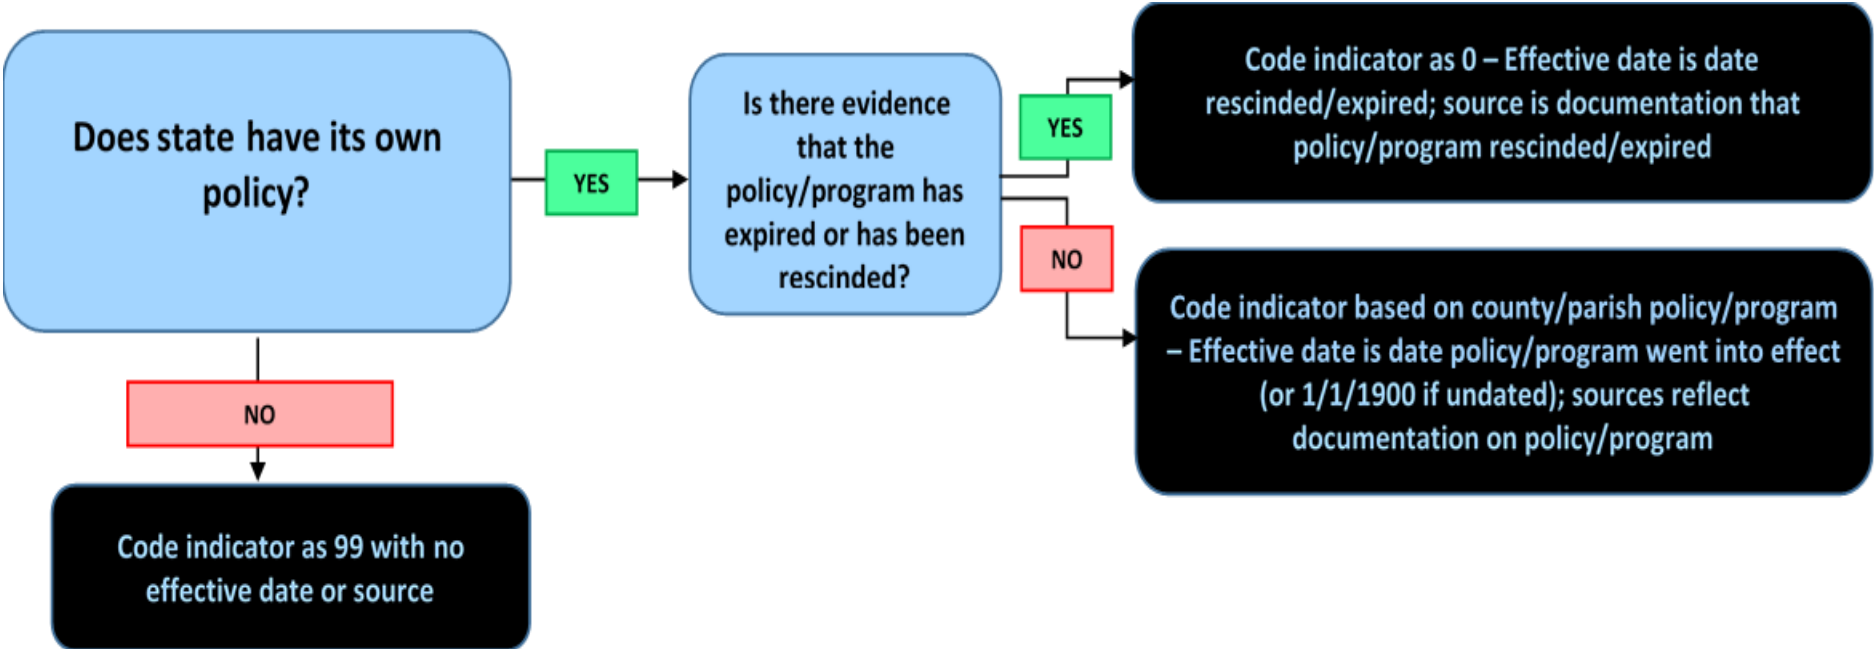 Does state have its own
policy?
YES
Is there evidence
that the
policy/program has
expired or has been
rescinded?
YES
Code indicator as 0 – Effective date is date
rescinded/expired; source is documentation that
policy/program rescinded/expired
NO
Code indicator based on county/parish policy/program
– Effective date is date policy/program went into effect
(or 1/1/1900 if undated); sources reflect
documentation on policy/program
NO
Code indicator as 99 with no
effective date or source